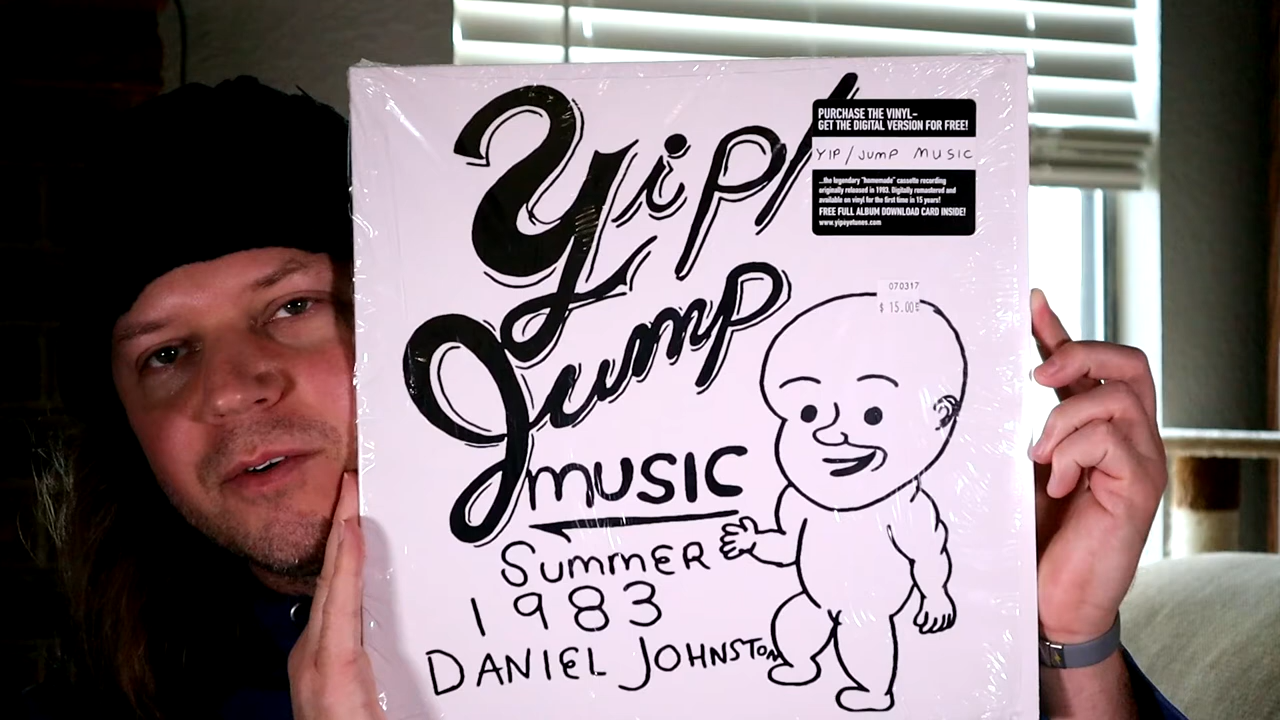 Yip/
Jump
MUSIC
SUMMER
1983
DANIEL JOHNSTON
PURCHASE THE VINYL–
GET THE DIGITAL VERSION FOR FREE!
YIP / JUMP MUSIC
...the legendary "homemade" cassette recording
originally released in 1983. Digitally remastered and
available on vinyl for the first time in 15 years!
FREE FULL ALBUM DOWNLOAD CARD INSIDE!
www.yipeyetunes.com
070317
$ 15.00